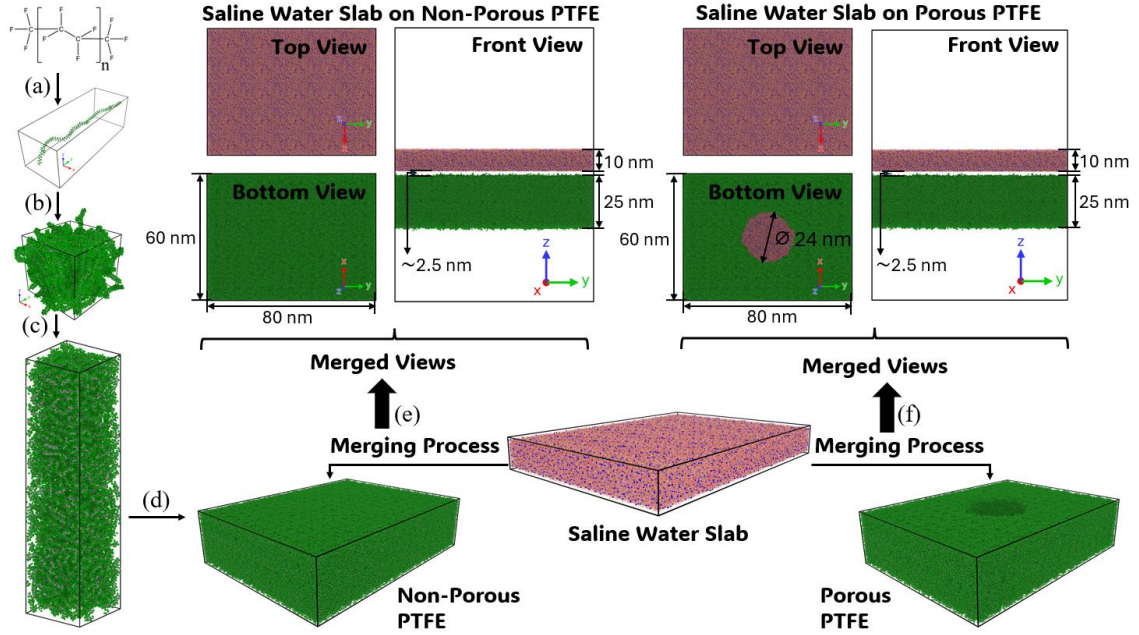 Saline Water Slab on Non-Porous PTFE
Saline Water Slab on Porous PTFE
F F F F F
F C C C C F
F F F F F
n
(a)
(b)
(c)
(d)
Top View
Front View
z y
x
10 nm
Bottom View
25 nm
60 nm
~2.5 nm
x
z y
z
x y
80 nm
Top View
Front View
z y
x
10 nm
Bottom View
25 nm
60 nm
Ø 24 nm
~2.5 nm
x
z y
z
x y
80 nm
Merged Views
Merged Views
(e)
(f)
Merging Process
Merging Process
Saline Water Slab
Non-Porous
PTFE
Porous
PTFE